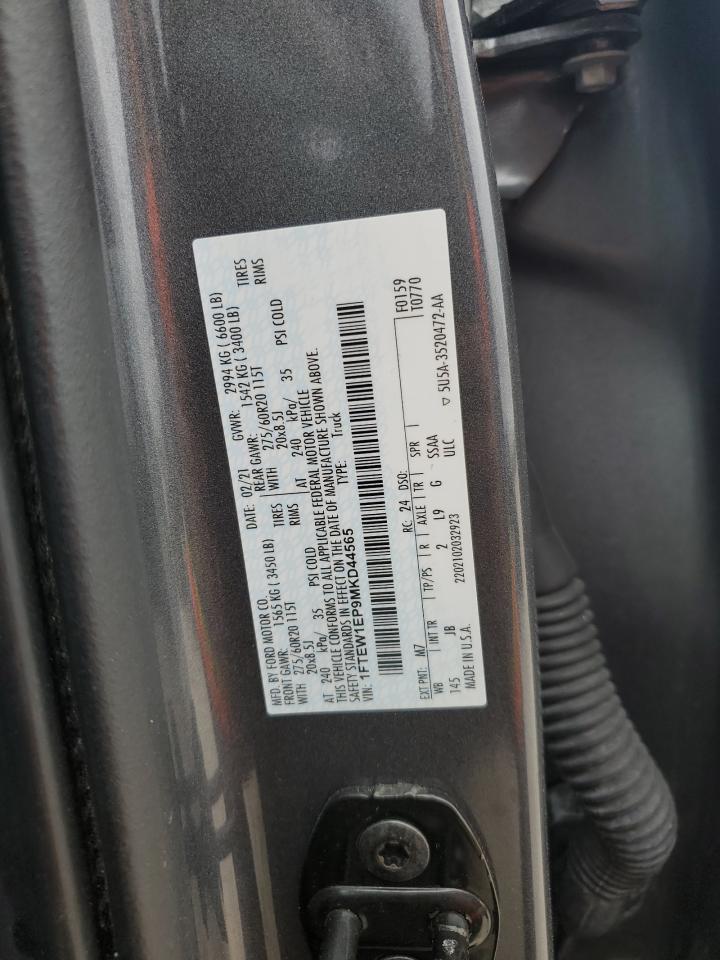 MFD. BY FORD MOTOR CO. DATE: 02/21 GVWR: 2994 KG ( 6600 LB)
FRONT GAWR: 1565 KG ( 3450 LB) REAR GAWR: 1542 KG ( 3400 LB)
WITH 275/60R20 115T TIRES WITH 275/60R20 115T TIRES
20x8.5J RIMS 20x8.5J RIMS
AT 240 kPa/ 35 PSI COLD AT 240 kPa/ 35 PSI COLD
THIS VEHICLE CONFORMS TO ALL APPLICABLE FEDERAL MOTOR VEHICLE
SAFETY STANDARDS IN EFFECT ON THE DATE OF MANUFACTURE SHOWN ABOVE.
VIN: 1FTEW1EP9MKD44565 TYPE: Truck
F0159
T0770
EXT PNT: M7 RC: 24 DSO:
WB INT TR TP/PS R AXLE TR SPR
145 JB 2 L9 G SSAA
2202102032923 ULC
MADE IN U.S.A. ▽ 5U5A-3520472-AA